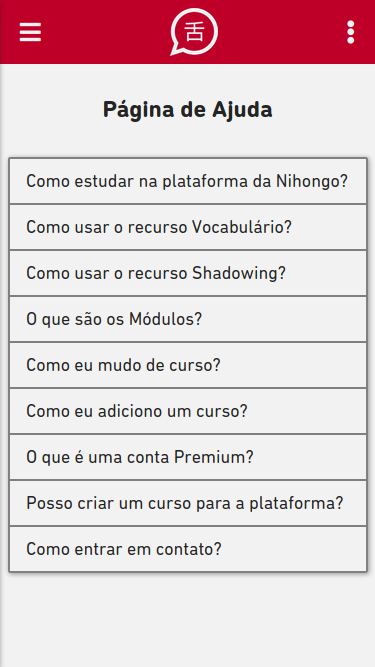 舌
Página de Ajuda
Como estudar na plataforma da Nihongo?
Como usar o recurso Vocabulário?
Como usar o recurso Shadowing?
O que são os Módulos?
Como eu mudo de curso?
Como eu adiciono um curso?
O que é uma conta Premium?
Posso criar um curso para a plataforma?
Como entrar em contato?